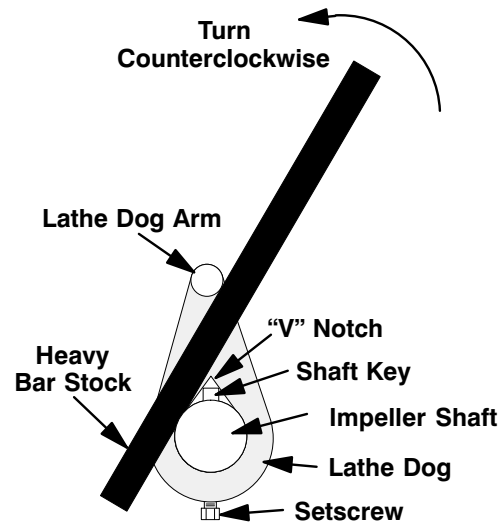 Turn
Counterclockwise
Lathe Dog Arm
“V” Notch
Shaft Key
Heavy
Bar Stock
Impeller Shaft
Lathe Dog
Setscrew